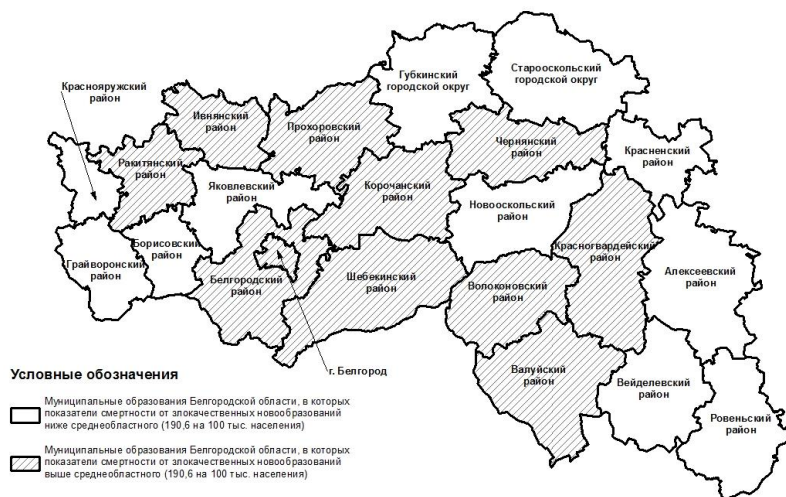 Краснояружский
район
Ивнянский
район
Прохоровский
район
Губкинский
городской округ
Старооскольский
городской округ
Ракитянский
район
Яковлевский
район
Корочанский
район
Чернянский
район
Красненский
район
Новооскольский
район
Грайворонский
район
Борисовский
район
Белгородский
район
Шебекинский
район
Волоконовский
район
Красногвардейский
район
Алексеевский
район
г. Белгород
Валуйский
район
Вейделевский
район
Ровеньский
район
Условные обозначения
Муниципальные образования Белгородской области, в которых
показатели смертности от злокачественных новообразований
ниже среднеобластного (190,6 на 100 тыс. населения)
Муниципальные образования Белгородской области, в которых
показатели смертности от злокачественных новообразований
выше среднеобластного (190,6 на 100 тыс. населения)